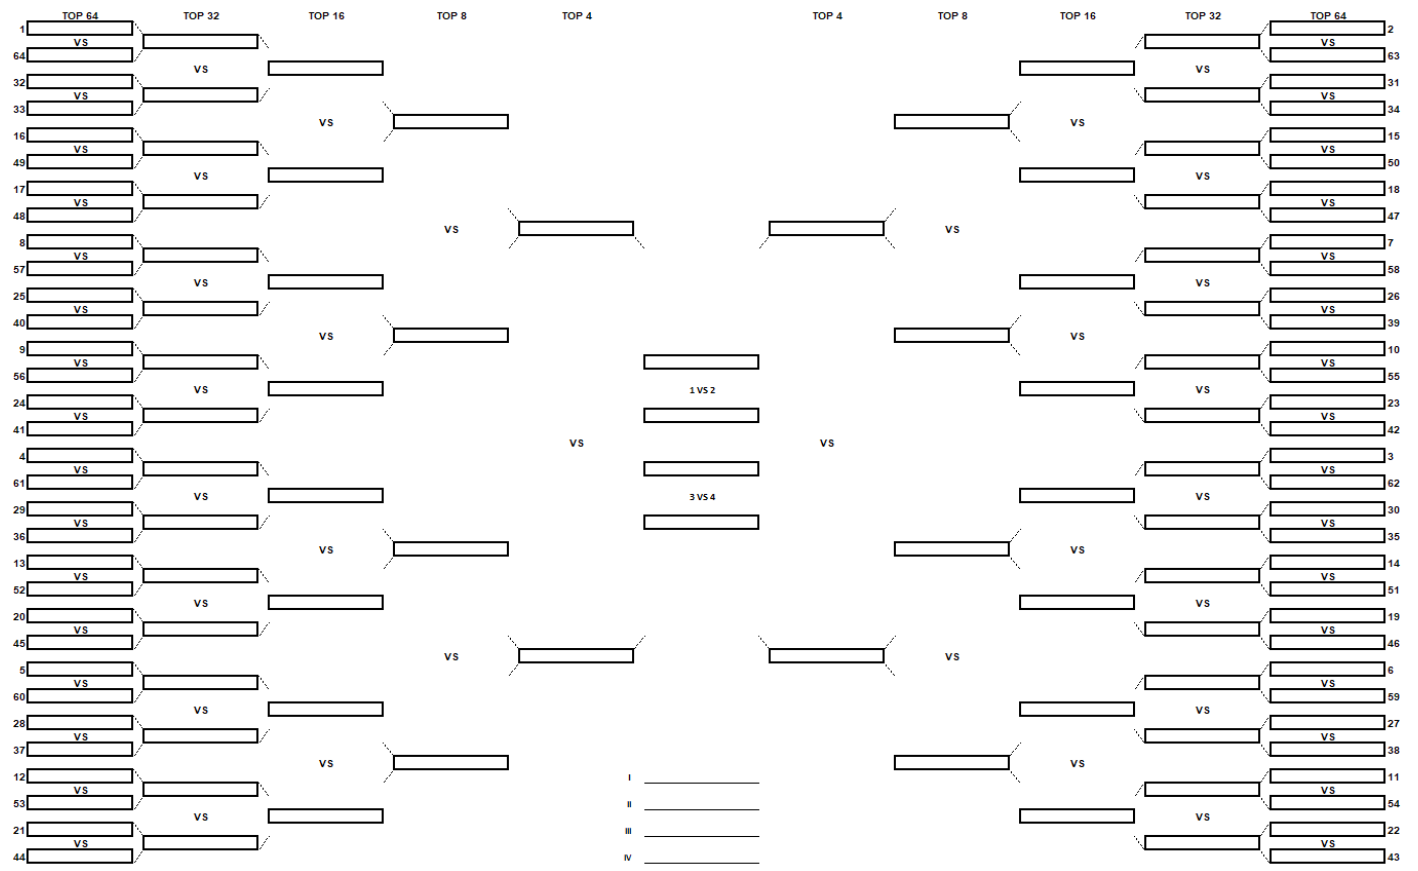 TOP 64 TOP 32 TOP 16 TOP 8 TOP 4 TOP 4 TOP 8 TOP 16 TOP 32 TOP 64
1 2
VS VS
64 VS VS 63
32 31
VS VS
33 34
VS VS
16 15
VS VS
49 50
VS VS
17 18
VS VS
48 47
VS VS
8 7
VS VS
57 58
VS VS
25 26
VS VS
40 39
VS VS
9 10
VS VS
56 55
VS 1 VS 2 VS
24 23
VS VS
41 42
VS VS
4 3
VS VS
61 62
VS 3 VS 4 VS
29 30
VS VS
36 35
VS VS
13 14
VS VS
52 51
VS VS
20 19
VS VS
45 46
VS VS
5 6
VS VS
60 59
VS VS
28 27
VS VS
37 38
VS VS
12 I 11
VS VS
53 II 54
VS VS
21 III 22
VS VS
44 IV 43